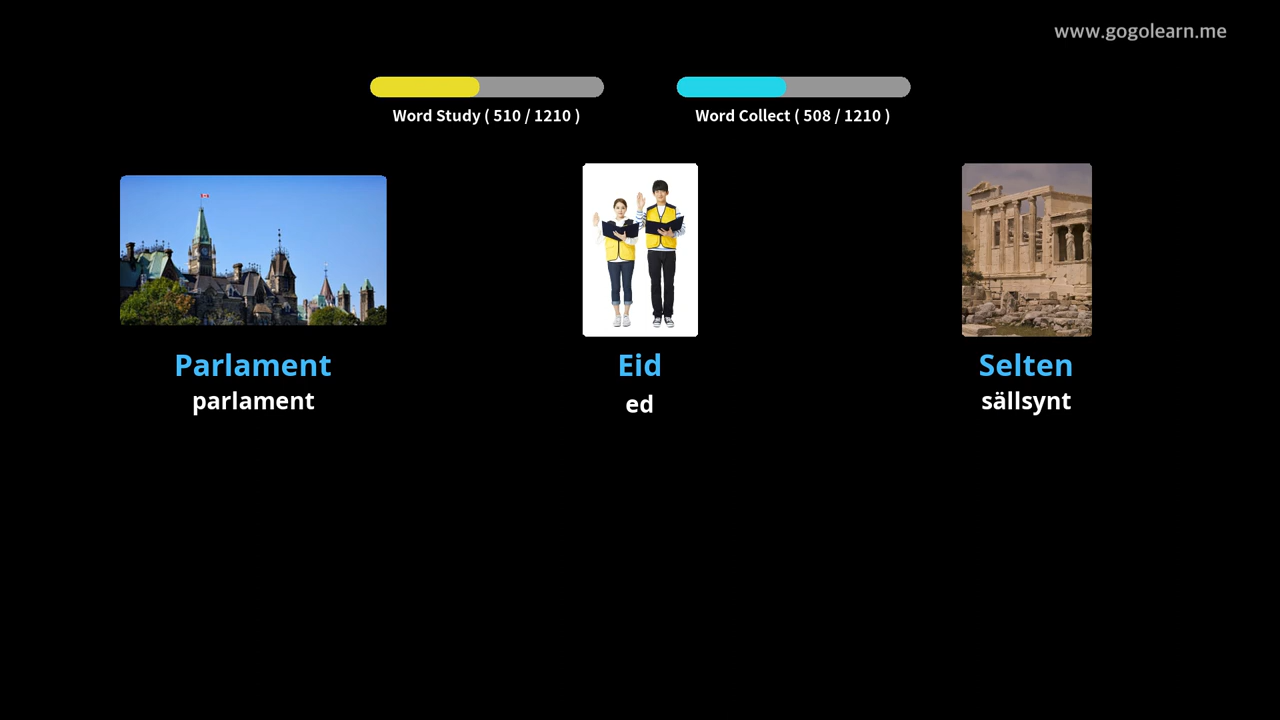 www.gogolearn.me
Word Study ( 510 / 1210 )
Word Collect ( 508 / 1210 )
Parlament
parlament
Eid
ed
Selten
sällsynt